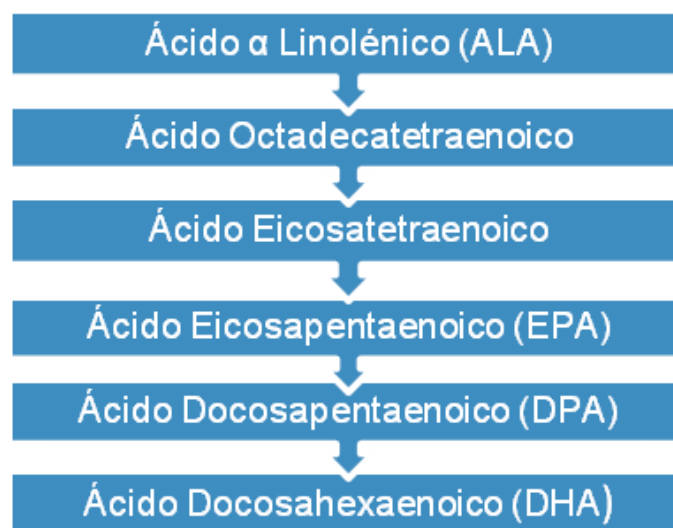 Ácido α Linolénico (ALA)
Ácido Octadecatetraenoico
Ácido Eicosatetraenoico
Ácido Eicosapentaenoico (EPA)
Ácido Docosapentaenoico (DPA)
Ácido Docosahexaenoico (DHA)